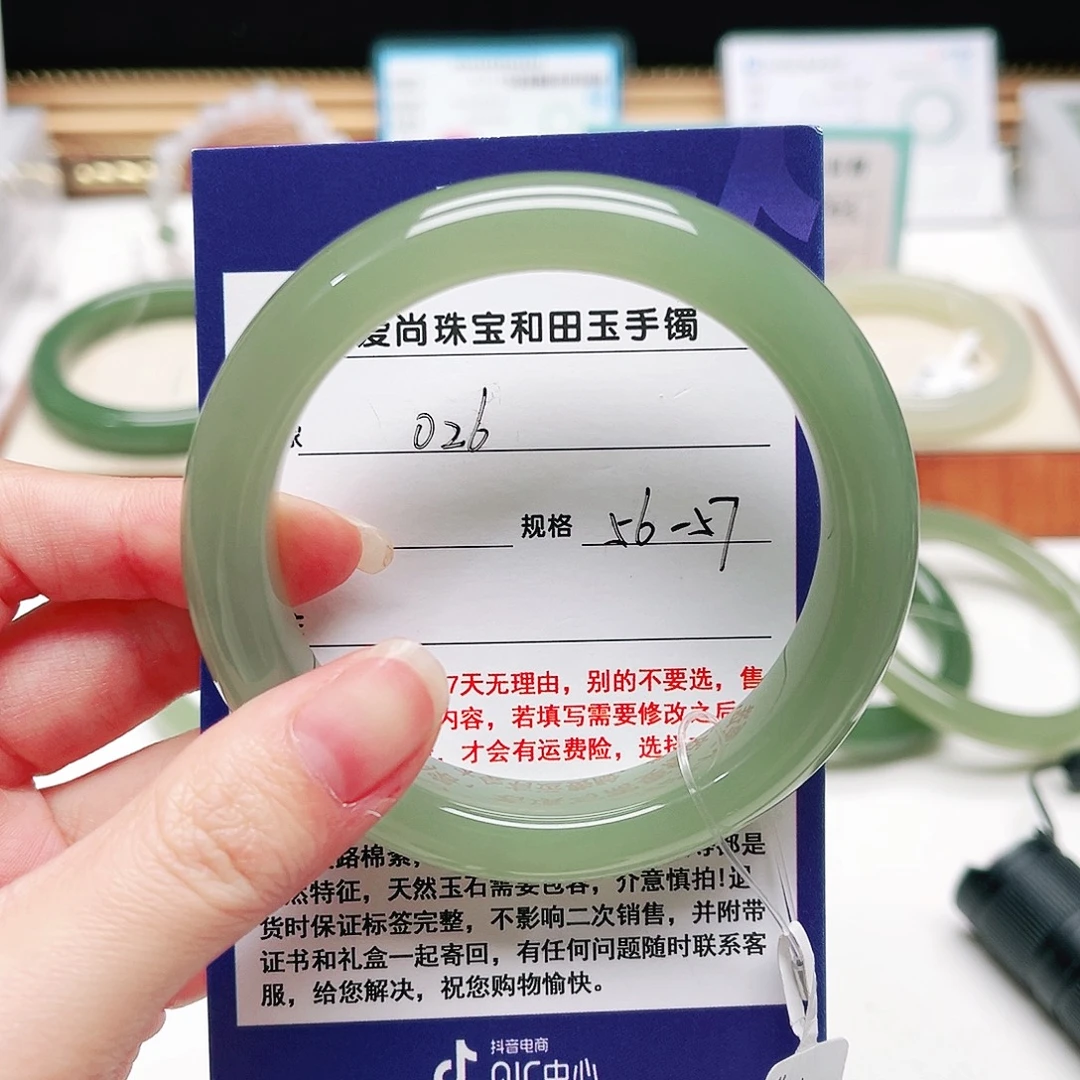 爱尚珠宝和田玉手镯
026
规格 56-57
7天无理由，别的不要选，售
内容，若填写需要修改之后
才会有运费险，选择
路棉絮，
都是
然特征，天然玉石需要包容，介意慎拍!退
货时保证标签完整，不影响二次销售，并附带
证书和礼盒一起寄回，有任何问题随时联系客
服，给您解决，祝您购物愉快。
抖音电商
QIC中心